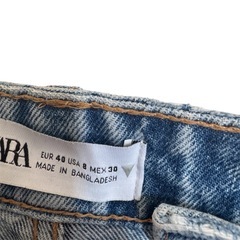 ZARA
EUR 40 USA 8 MEX 30
MADE IN BANGLADESH